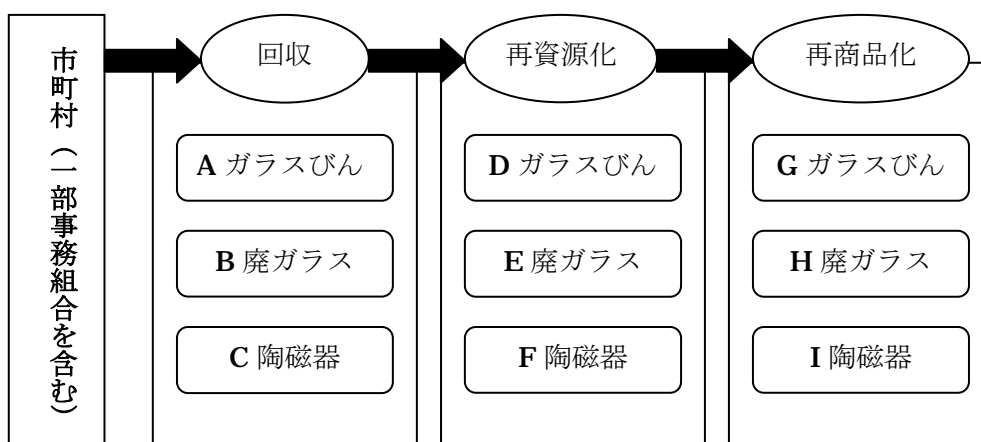 市町村（一部事務組合を含む）
回収
再資源化
再商品化
A ガラスびん
D ガラスびん
G ガラスびん
B 廃ガラス
E 廃ガラス
H 廃ガラス
C 陶磁器
F 陶磁器
I 陶磁器